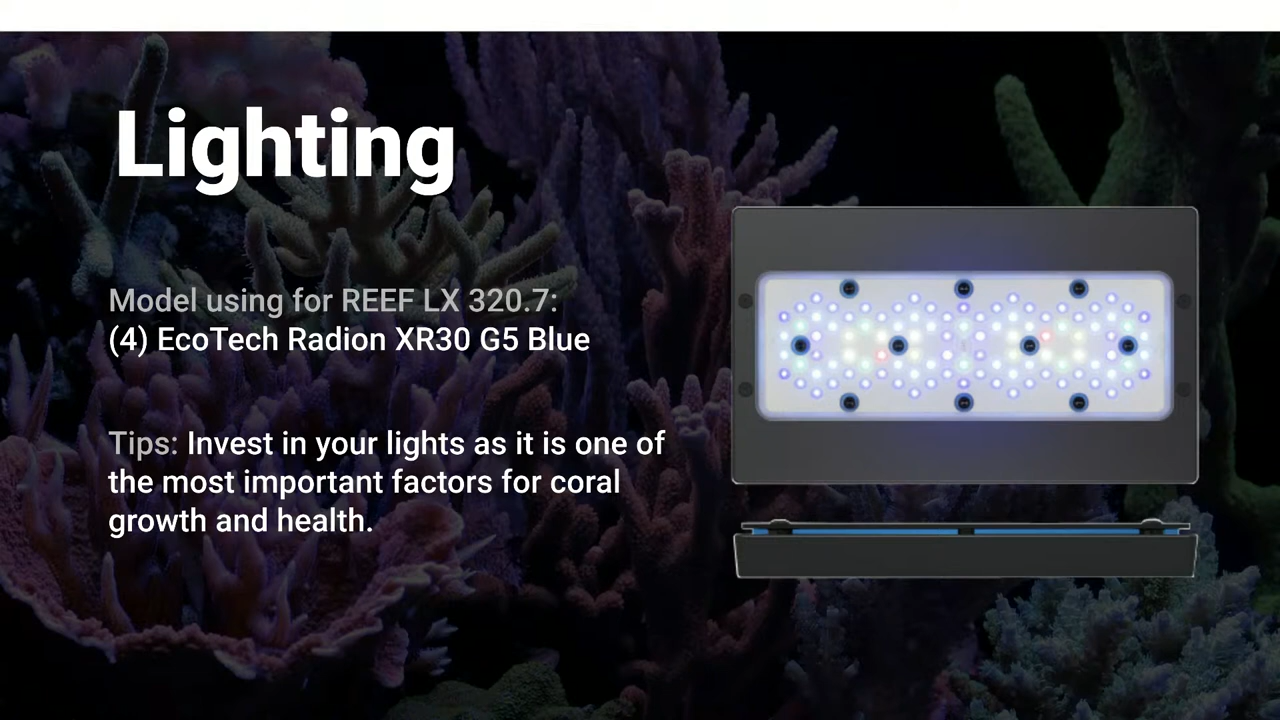 Lighting
Model using for REEF LX 320.7:
(4) EcoTech Radion XR30 G5 Blue
Tips: Invest in your lights as it is one of
the most important factors for coral
growth and health.